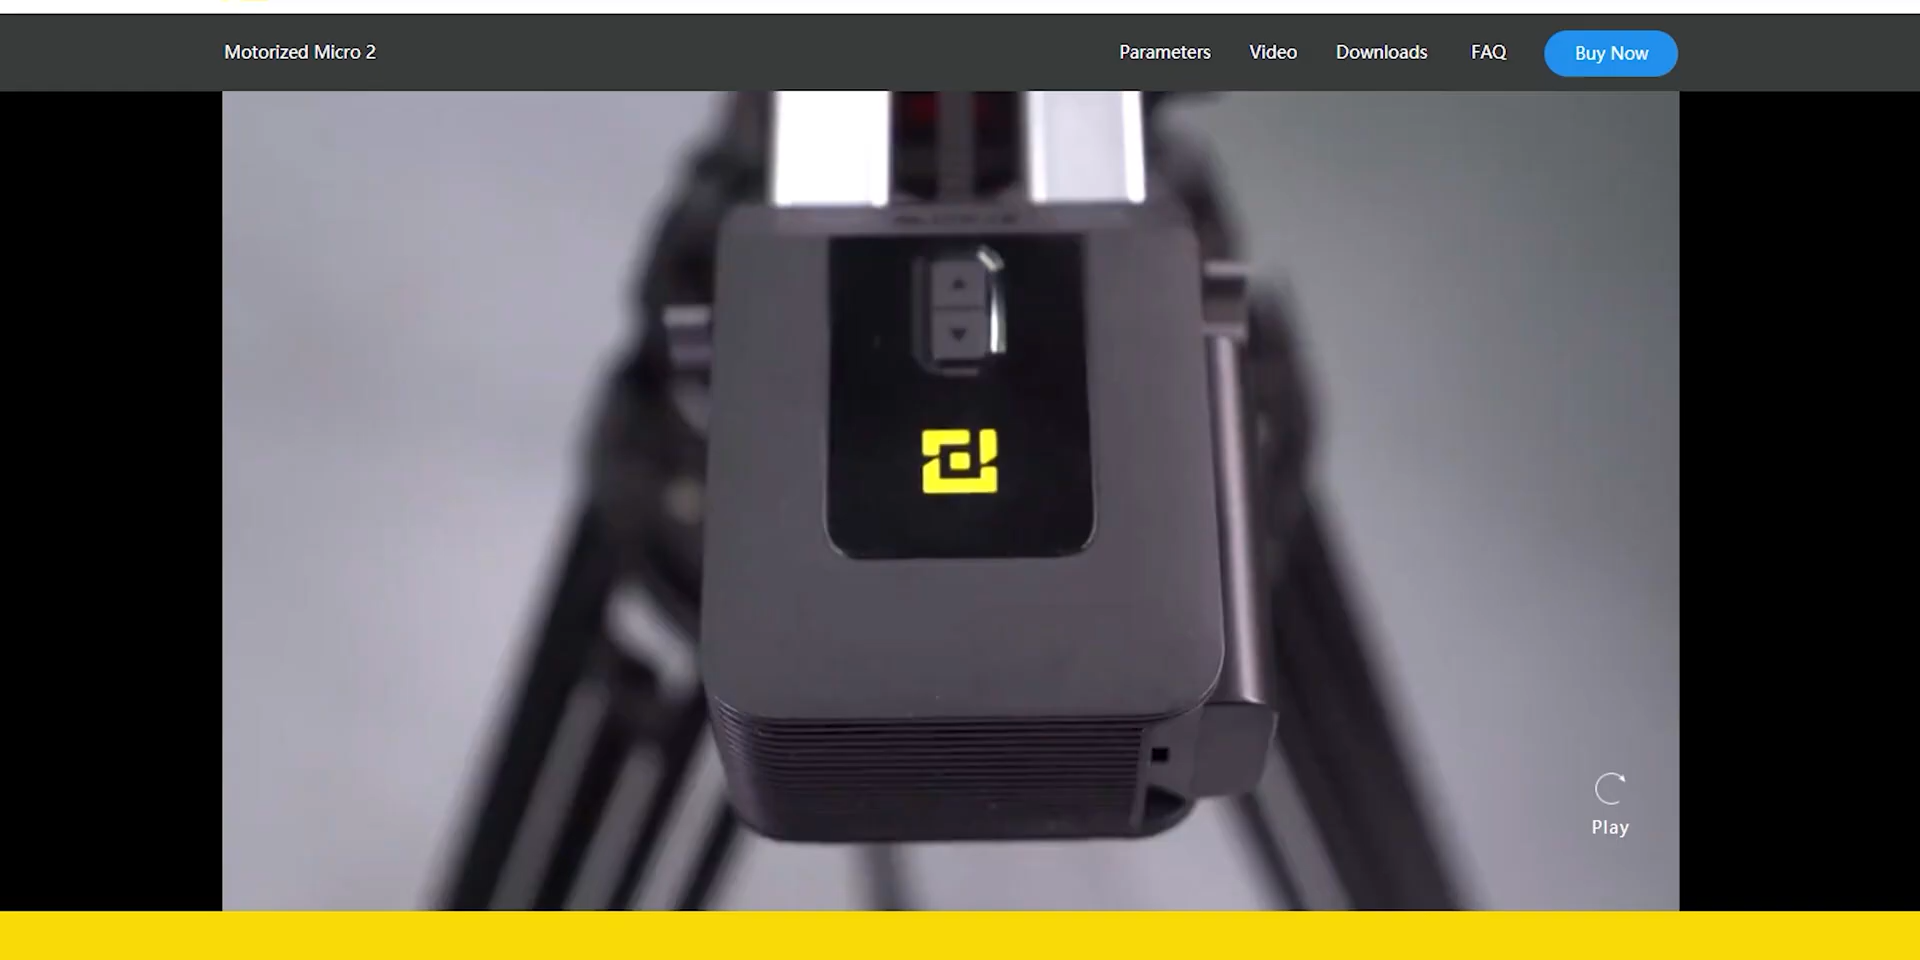 Motorized Micro 2
Parameters
Video
Downloads
FAQ
Buy Now
Play